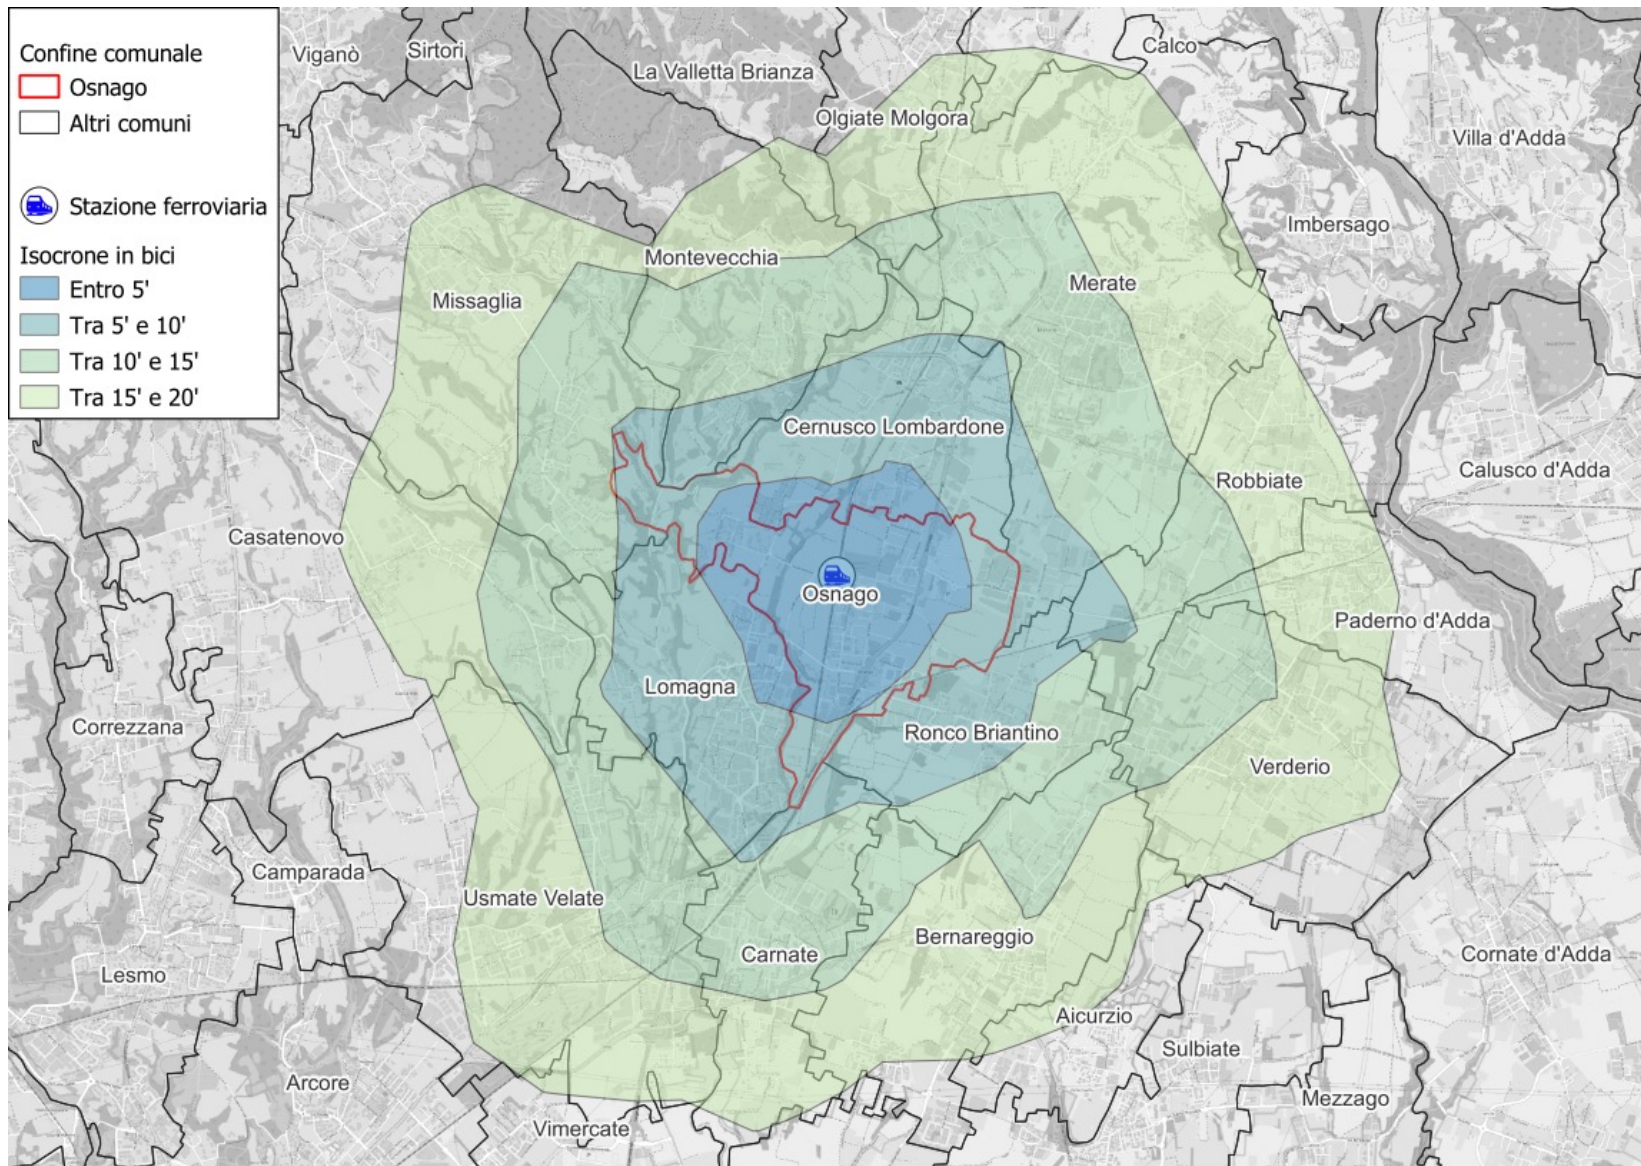 Confine comunale
Osnago
Altri comuni
Stazione ferroviaria
Isocrone in bici
Entro 5'
Tra 5' e 10'
Tra 10' e 15'
Tra 15' e 20'
Viganò
Sirtori
La Valletta Brianza
Calco
Olgiate Molgora
Villa d'Adda
Imbersago
Montevecchia
Merate
Missaglia
Cernusco Lombardone
Calusco d'Adda
Robbiate
Casatenovo
Osnago
Paderno d'Adda
Lomagna
Correzzana
Ronco Briantino
Verderio
Camparada
Usmate Velate
Bernareggio
Carnate
Cornate d'Adda
Lesmo
Aicurzio
Sulbiate
Arcore
Mezzago
Vimercate